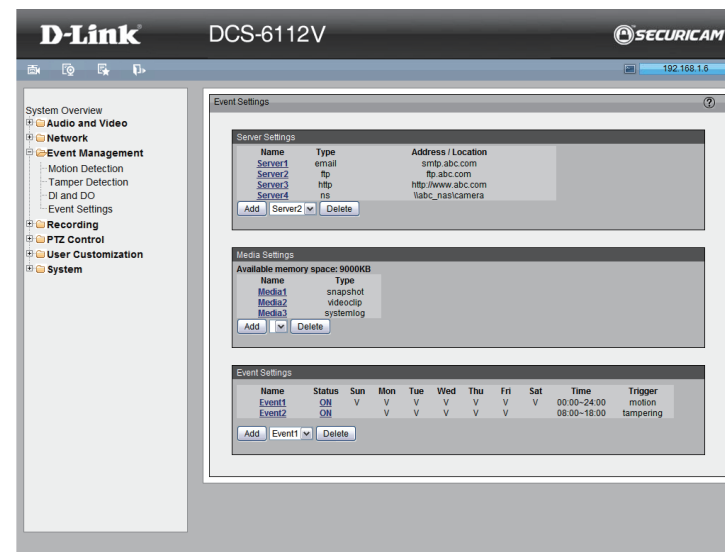 D-Link
DCS-6112V
SECURICAM
192.168.1.6
System Overview
Audio and Video
Network
Event Management
Motion Detection
Tamper Detection
DI and DO
Event Settings
Recording
PTZ Control
User Customization
System
Event Settings ?
Server Settings
Name Type Address / Location
Server1 email smtp.abc.com
Server2 ftp ftp.abc.com
Server3 http http://www.abc.com
Server4 ns \\abc_nas\camera
Add Server2 Delete
Media Settings
Available memory space: 9000KB
Name Type
Media1 snapshot
Media2 videoclip
Media3 systemlog
Add Delete
Event Settings
Name Status Sun Mon Tue Wed Thu Fri Sat Time Trigger
Event1 ON V V V V V V V 00:00~24:00 motion
Event2 ON V V V V V 08:00~18:00 tampering
Add Event1 Delete